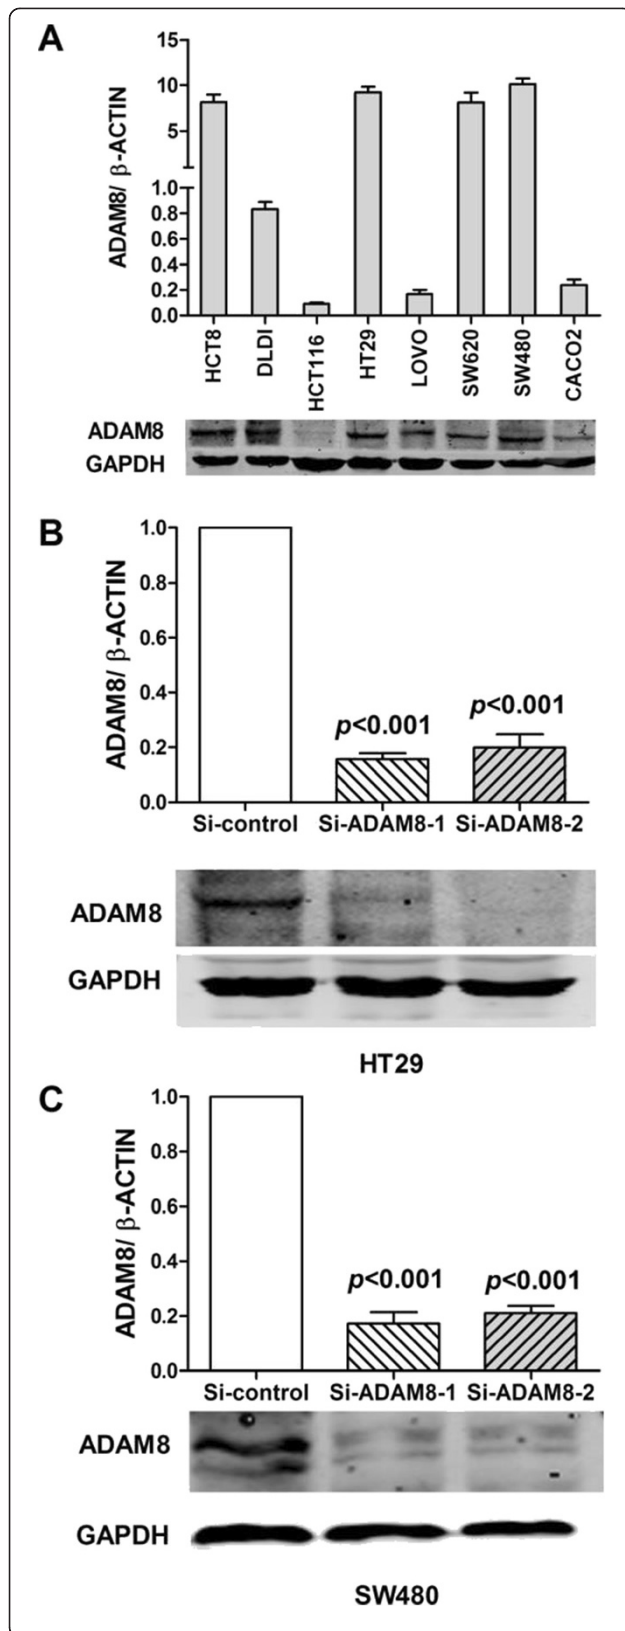 A
15
10
5
1.0
0.8
0.6
0.4
0.2
0.0
ADAM8/ β-ACTIN
HCT8
DLDI
HCT116
HT29
LOVO
SW620
SW480
CACO2
ADAM8
GAPDH
B
1.0
0.8
0.6
0.4
0.2
0.0
ADAM8/ β-ACTIN
p<0.001
p<0.001
Si-control Si-ADAM8-1 Si-ADAM8-2
ADAM8
GAPDH
HT29
C
1.0
0.8
0.6
0.4
0.2
0.0
ADAM8/ β-ACTIN
p<0.001 p<0.001
Si-control Si-ADAM8-1 Si-ADAM8-2
ADAM8
GAPDH
SW480